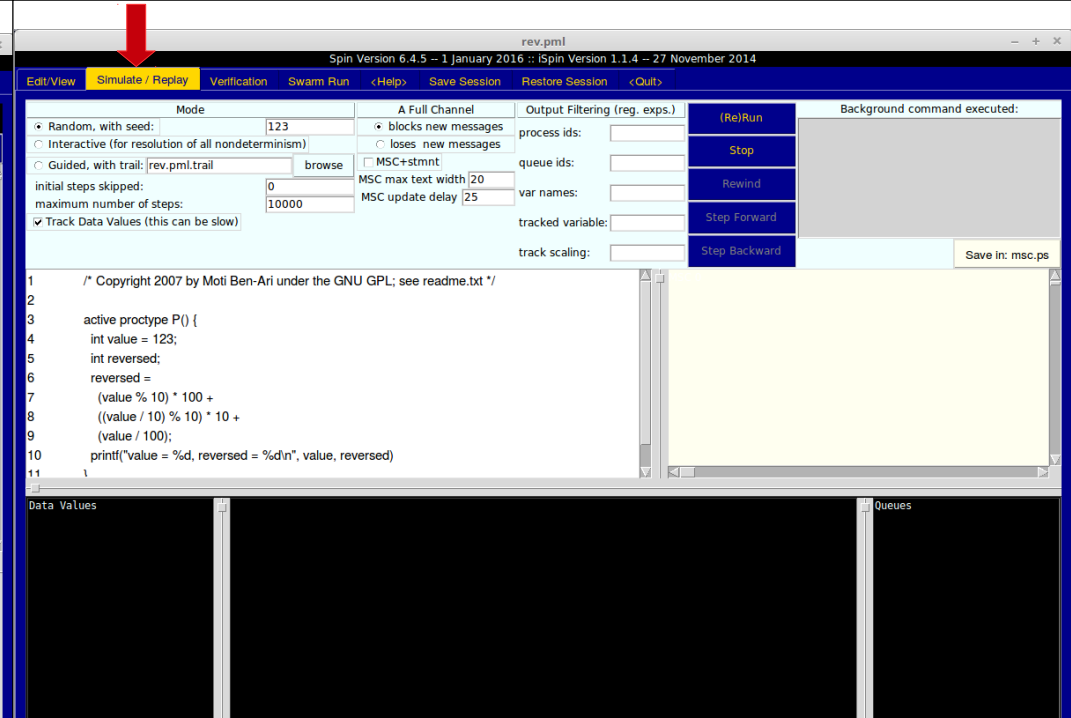 rev.pml
Spin Version 6.4.5 -- 1 January 2016 :: iSpin Version 1.1.4 -- 27 November 2014
Edit/View Simulate / Replay Verification Swarm Run <Help> Save Session Restore Session <Quit>
Mode
Random, with seed: 123
Interactive (for resolution of all nondeterminism)
Guided, with trail: rev.pml.trail browse
initial steps skipped: 0
maximum number of steps: 10000
Track Data Values (this can be slow)
A Full Channel
blocks new messages
loses new messages
MSC+stmnt
MSC max text width 20
MSC update delay 25
Output Filtering (reg. exps.)
process ids:
queue ids:
var names:
tracked variable:
track scaling:
(Re)Run
Stop
Rewind
Step Forward
Step Backward
Background command executed:
Save in: msc.ps
1 /* Copyright 2007 by Moti Ben-Ari under the GNU GPL; see readme.txt */
2
3 active proctype P() {
4 int value = 123;
5 int reversed;
6 reversed =
7 (value % 10) * 100 +
8 ((value / 10) % 10) * 10 +
9 (value / 100);
10 printf("value = %d, reversed = %d\n", value, reversed)
11 }
Data Values
Queues